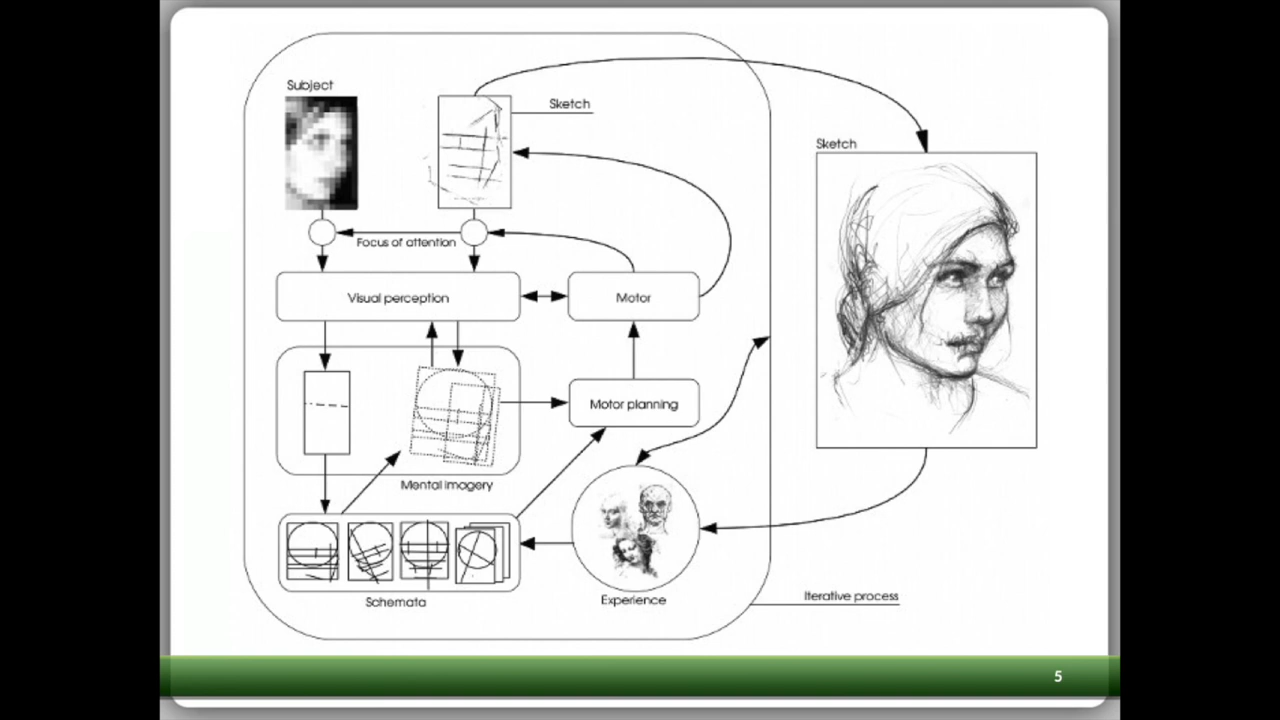 Subject
Sketch
Sketch
Focus of attention
Visual perception
Motor
Motor planning
Mental imagery
Schemata
Experience
Iterative process
5